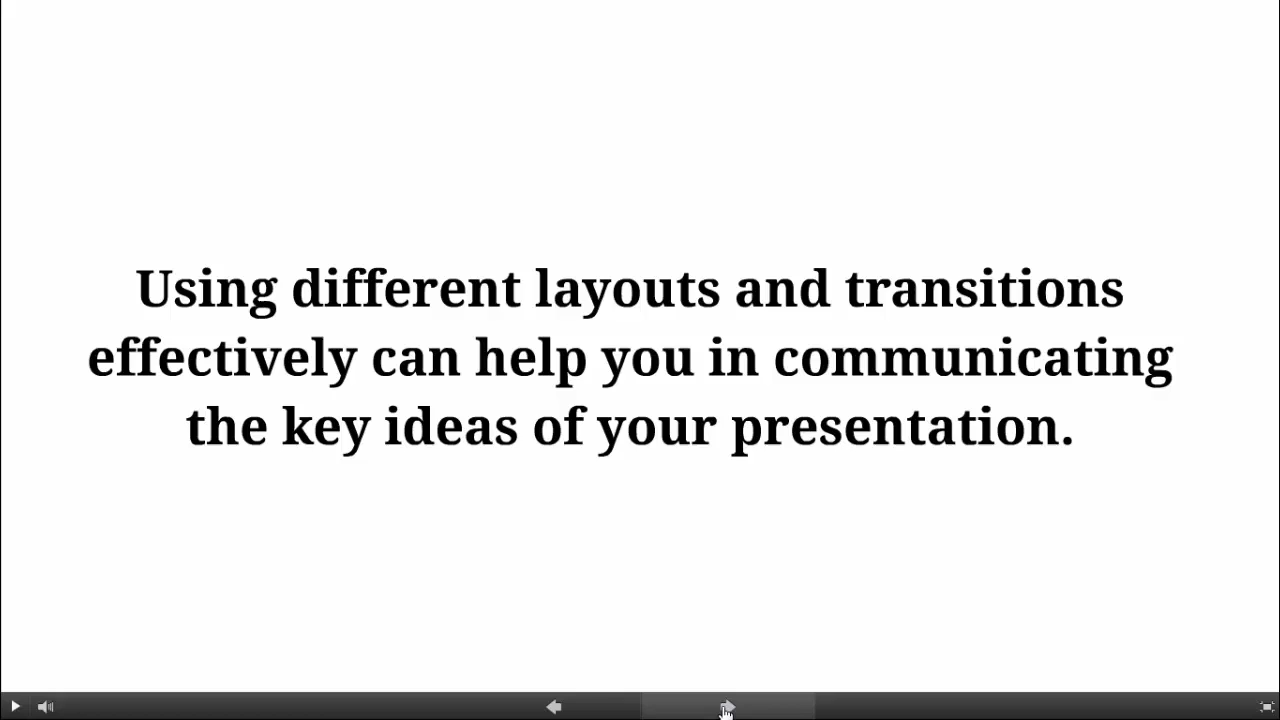 Using different layouts and transitions
effectively can help you in communicating
the key ideas of your presentation.